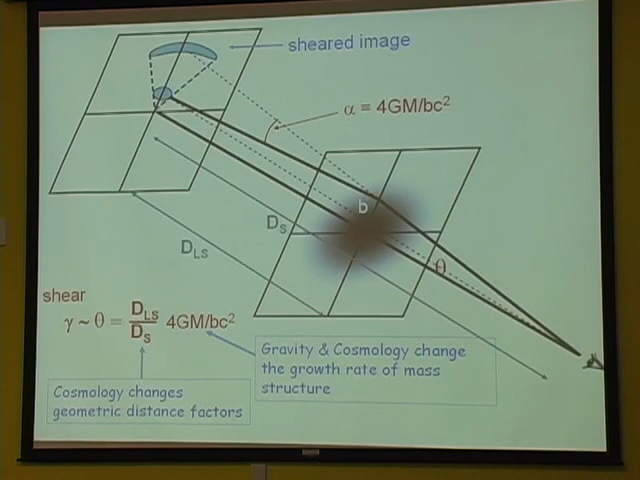 sheared image
α = 4GM/bc²
b
D_S
D_LS
θ
shear
γ ~ θ = D_LS/D_S 4GM/bc²
Gravity & Cosmology change
the growth rate of mass
structure
Cosmology changes
geometric distance factors